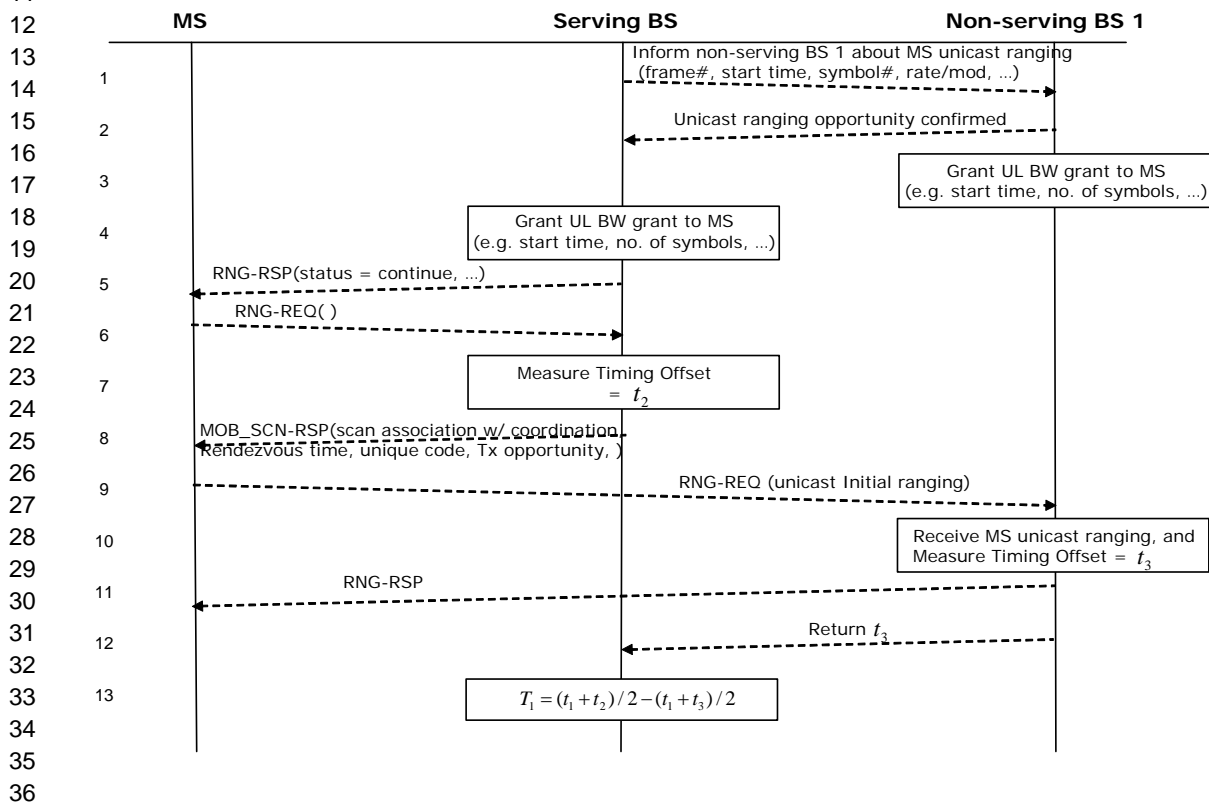 12
MS Serving BS Non-serving BS 1
13
Inform non-serving BS 1 about MS unicast ranging
1
14
(frame#, start time, symbol#, rate/mod, ...)
15
2
Unicast ranging opportunity confirmed
16
17
3
Grant UL BW grant to MS
(e.g. start time, no. of symbols, ...)
18
19
4
Grant UL BW grant to MS
(e.g. start time, no. of symbols, ...)
20
5
RNG-RSP(status = continue, ...)
21
RNG-REQ( )
22
6
23
24
7
Measure Timing Offset
= t2
25
8
MOB_SCN-RSP(scan association w/ coordination
Rendezvous time, unique code, Tx opportunity, )
26
27
9
RNG-REQ (unicast Initial ranging)
28
29
10
Receive MS unicast ranging, and
Measure Timing Offset = t3
30
11
RNG-RSP
31
32
12
Return t3
33
13
T1 = (t1 + t2) / 2 − (t1 + t3) / 2
34
35
36